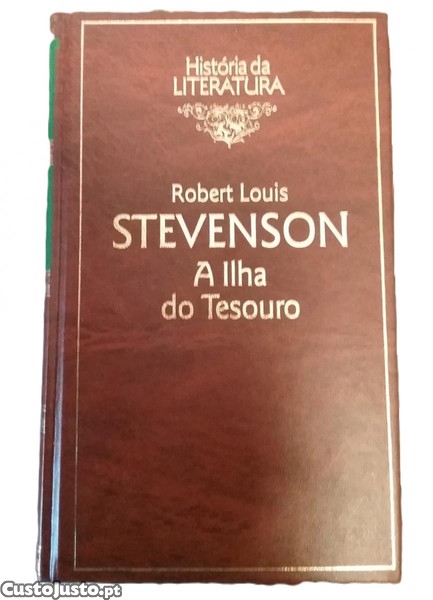 História da
LITERATURA
Robert Louis
STEVENSON
A Ilha
do Tesouro
CustoJusto.pt